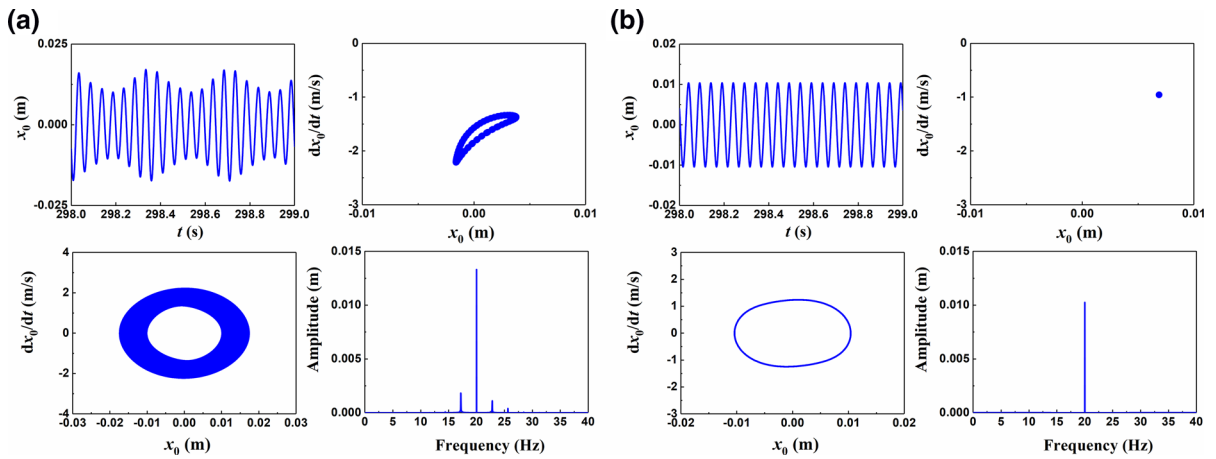 (a)
0.025
0.000
-0.025
x0 (m)
298.0 298.2 298.4 298.6 298.8 299.0
t (s)
0
-1
-2
-3
dx0/dt (m/s)
-0.01 0.00 0.01
x0 (m)
4
2
0
-2
-4
dx0/dt (m/s)
-0.03 -0.02 -0.01 0.00 0.01 0.02 0.03
x0 (m)
0.015
0.010
0.005
0.000
Amplitude (m)
0 5 10 15 20 25 30 35 40
Frequency (Hz)
(b)
0.02
0.01
0.00
-0.01
-0.02
x0 (m)
298.0 298.2 298.4 298.6 298.8 299.0
t (s)
0
-1
-2
-3
dx0/dt (m/s)
-0.01 0.00 0.01
x0 (m)
3
2
1
0
-1
-2
-3
dx0/dt (m/s)
-0.02 -0.01 0.00 0.01 0.02
x0 (m)
0.015
0.010
0.005
0.000
Amplitude (m)
0 5 10 15 20 25 30 35 40
Frequency (Hz)